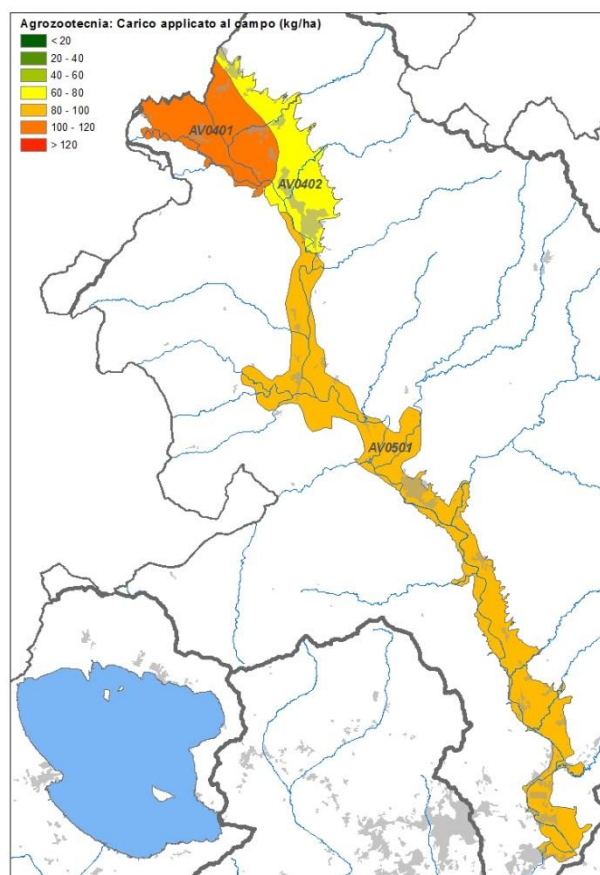 Agrozootecnia: Carico applicato al campo (kg/ha)
< 20
20 - 40
40 - 60
60 - 80
80 - 100
100 - 120
> 120
AV0401
AV0402
AV0501